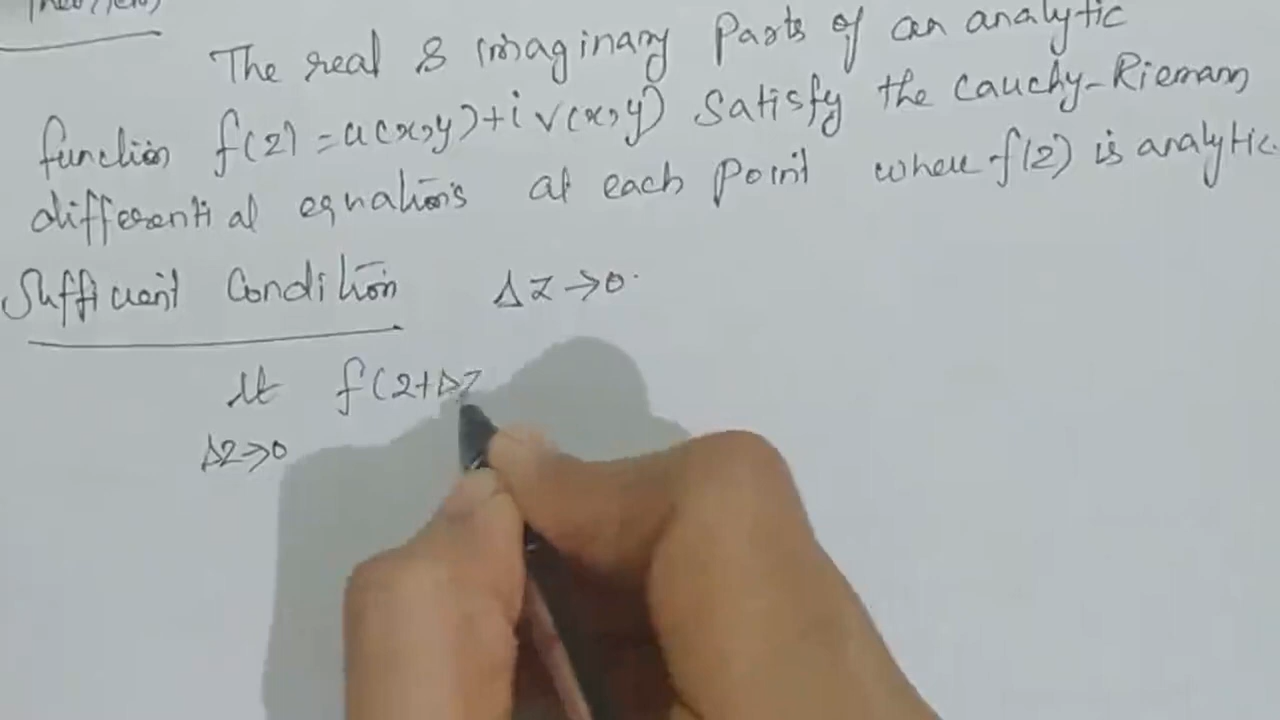 Theorem
The real & imaginary Parts of an analytic
function f(z) = u(x,y)+i v(x,y) Satisfy the Cauchy-Riemann
differential equations at each Point where f(z) is analytic.
Sufficient Condition Δz→0.
lt f(z+Δz
Δz→0